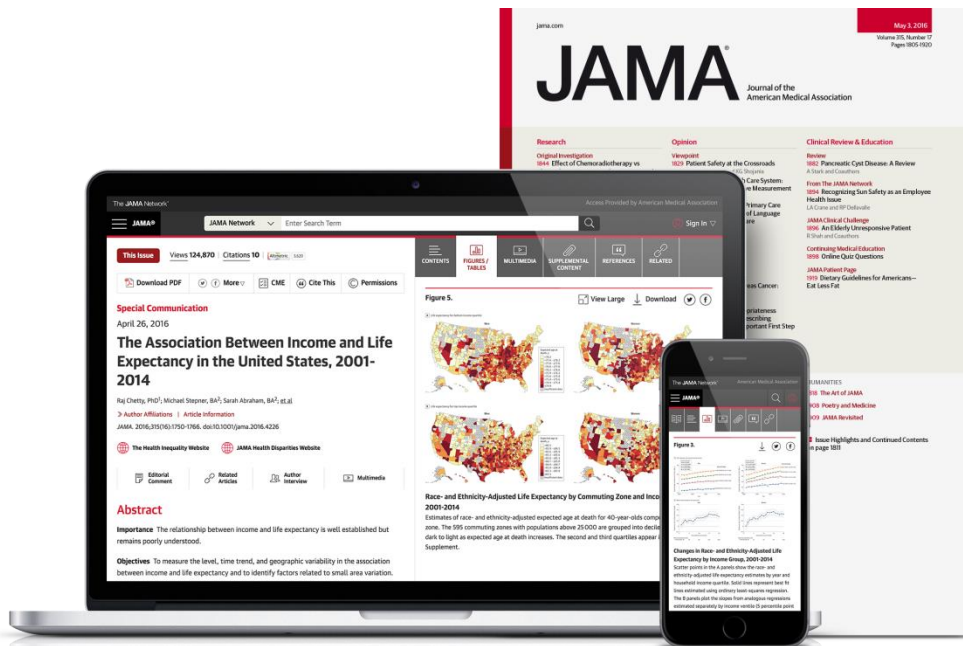 jama.com
May 3, 2016
Volume 315, Number 17
Pages 1805-1920
JAMA®
Journal of the
American Medical Association
Research
Original Investigation
1844 Effect of Chemoradiotherapy vs
Opinion
Viewpoint
1829 Patient Safety at the Crossroads
KG Shojania
Care System:
Measurement
Primary Care
of Language
Cancer:
First Step
Clinical Review & Education
Review
1882 Pancreatic Cyst Disease: A Review
A Stark and Coauthors
From The JAMA Network
1894 Recognizing Sun Safety as an Employee
Health Issue
LA Crane and RP Dellavalle
JAMA Clinical Challenge
1896 An Elderly Unresponsive Patient
R Shah and Coauthors
Continuing Medical Education
1898 Online Quiz Questions
JAMA Patient Page
1919 Dietary Guidelines for Americans—
Eat Less Fat
HUMANITIES
The Art of JAMA
Poetry and Medicine
JAMA Revisited
Issue Highlights and Continued Contents
on page 1811
The JAMA Network
Access Provided by American Medical Association
JAMA®
JAMA Network
Enter Search Term
Sign In
This Issue
Views 124,870 | Citations 10 | Altmetric
Download PDF
More
CME
Cite This
Permissions
Special Communication
April 26, 2016
The Association Between Income and Life
Expectancy in the United States, 2001-
2014
Raj Chetty, PhD1; Michael Stepner, BA2; Sarah Abraham, BA2; et al
Author Affiliations | Article Information
JAMA. 2016;315(16):1750-1766. doi:10.1001/jama.2016.4226
The Health Inequality Website
JAMA Health Disparities Website
Editorial Comment
Related Articles
Author Interview
Multimedia
Abstract
Importance The relationship between income and life expectancy is well established but
remains poorly understood.
Objectives To measure the level, time trend, and geographic variability in the association
between income and life expectancy and to identify factors related to small area variation.
CONTENTS
FIGURES / TABLES
MULTIMEDIA
SUPPLEMENTAL CONTENT
REFERENCES
RELATED
Figure 5.
View Large
Download
Race- and Ethnicity-Adjusted Life Expectancy by Commuting Zone and
2001-2014
Estimates of race- and ethnicity-adjusted expected age at death for 40-year-olds
zone. The 595 commuting zones with populations above 25 000 are grouped into
dark to light as expected age at death increases. The second and third quartiles appear
Supplement.
The JAMA Network
American Medical Association
JAMA®
Figure 3.
Changes in Race- and Ethnicity-Adjusted Life
Expectancy by Income Group, 2001-2014
Scatter points in the A panels show the race- and
ethnicity-adjusted life expectancy estimates by year and
household income quartile. Solid lines represent best fit
lines estimated using ordinary least squares regression.
The B panels plot the slopes from analogous regressions
estimated separately by income ventile (5 percentile point